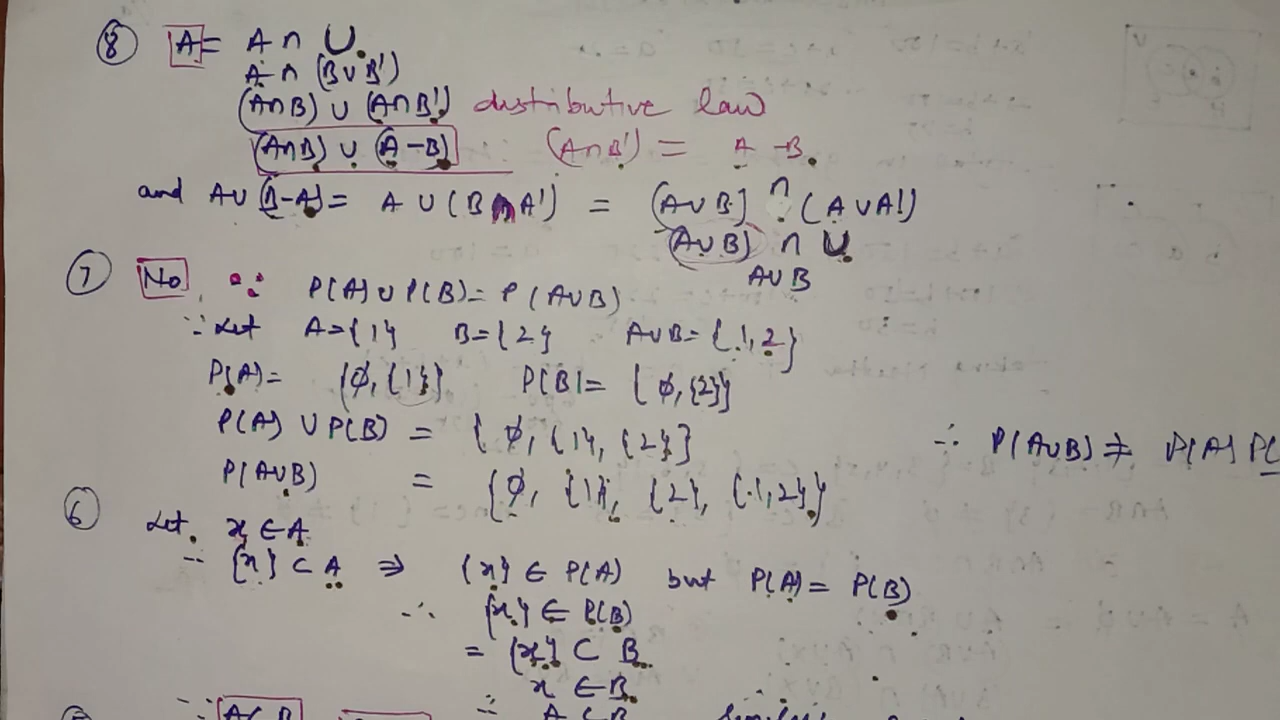 ⑧ A = A ∩ U.
A ∩ (B ∪ B')
(A∩B) ∪ (A∩B') distributive law
(A∩B) ∪ (A-B) (A∩B') = A -B.
and A∪ (B-A) = A ∪ (B ∩ A') = (A∪B) ∩ (A ∪ A')
(A∪B) ∩ U
A∪B
⑦ No ∵ P(A) ∪ P(B) = P (A∪B)
∵ Let A={1} B={2} A∪B= {1,2}
P(A)= {ϕ,{1}} P(B)= {ϕ,{2}}
P(A) ∪P(B) = {ϕ, {1}, {2}}
P(A∪B) = {ϕ, {1}, {2}, {1,2}}
∴ P(A∪B) ≠ P(A) P(
⑥ Let x ∈ A
∵ {x} ⊂ A ⇒ {x} ∈ P(A) but P(A) = P(B)
∴ {x} ∈ P(B)
= {x} ⊂ B
x ∈ B
∴ A ⊂ B